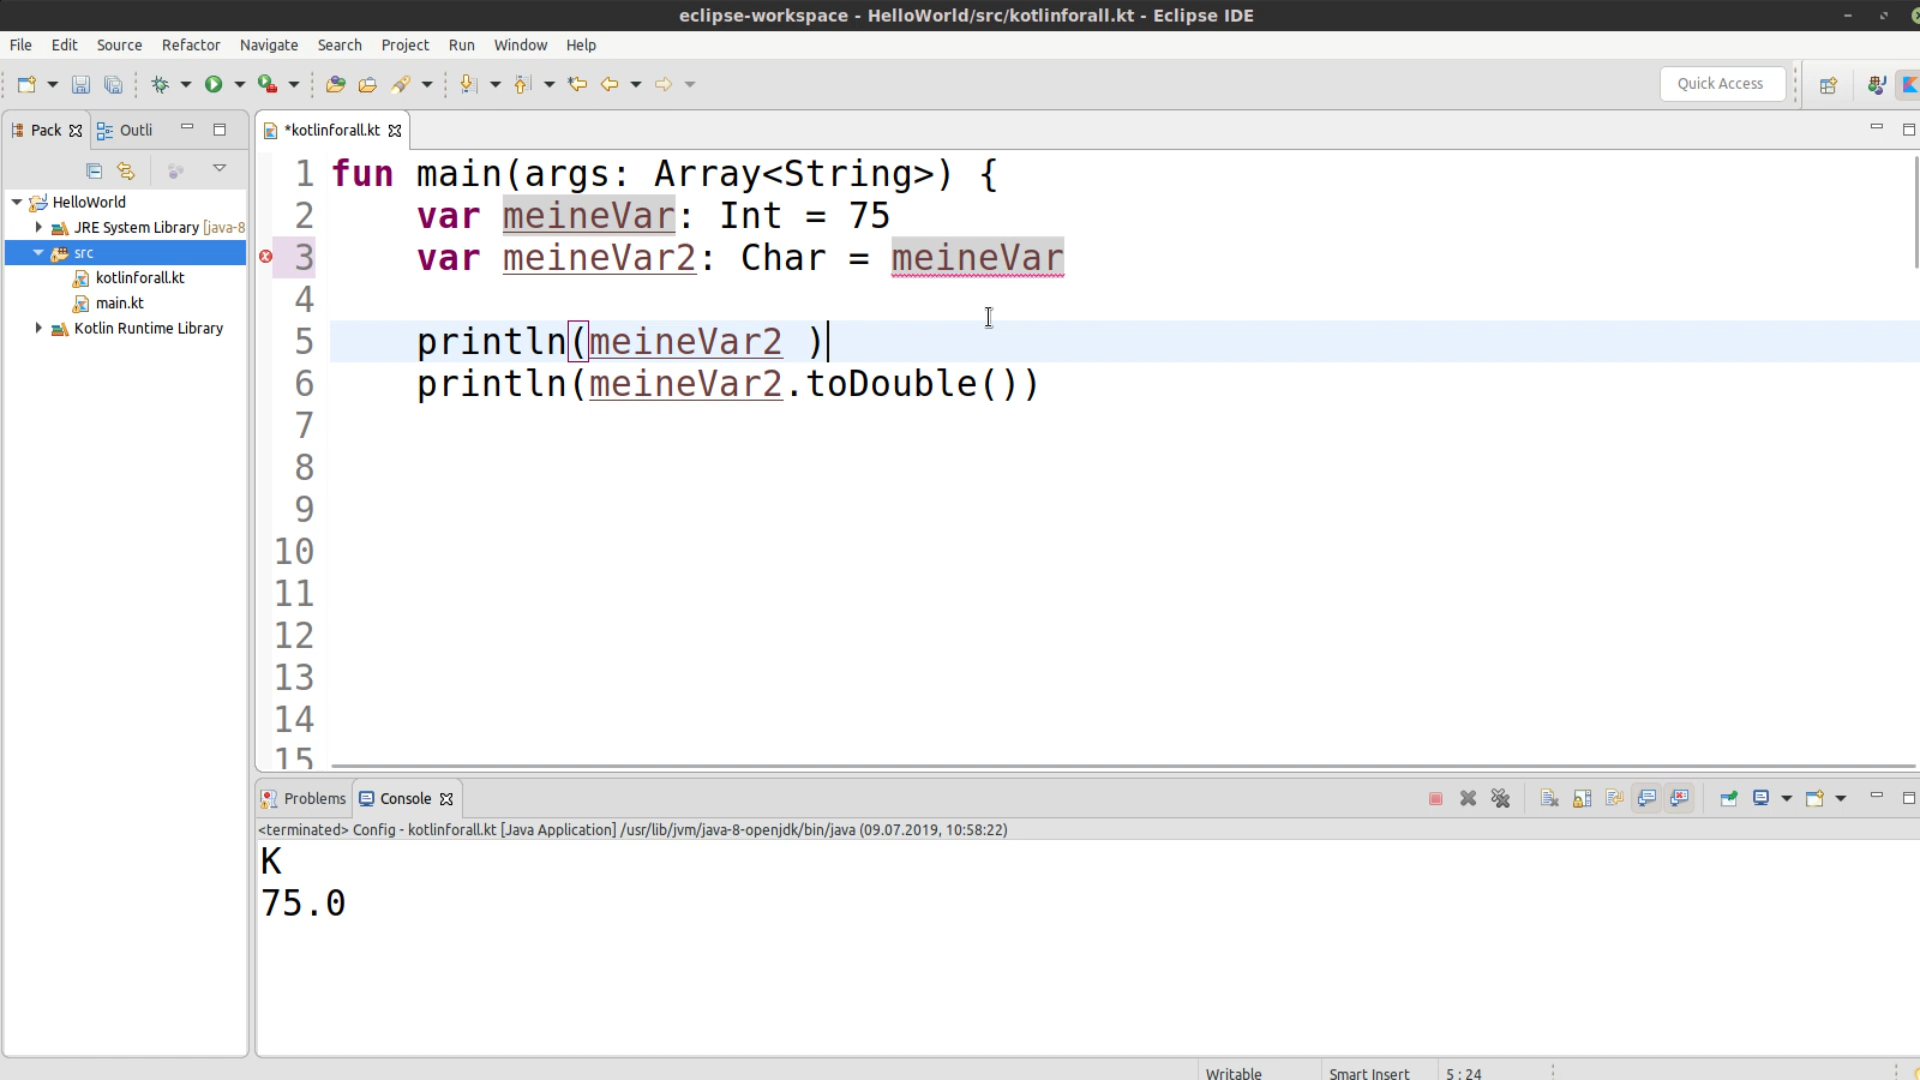 eclipse-workspace - HelloWorld/src/kotlinforall.kt - Eclipse IDE
File Edit Source Refactor Navigate Search Project Run Window Help
Quick Access
Pack Outli
*kotlinforall.kt
HelloWorld
JRE System Library [java-8
src
kotlinforall.kt
main.kt
Kotlin Runtime Library
1 fun main(args: Array<String>) {
2 var meineVar: Int = 75
3 var meineVar2: Char = meineVar
4
5 println(meineVar2 )
6 println(meineVar2.toDouble())
7
8
9
10
11
12
13
14
15
Problems Console
<terminated> Config - kotlinforall.kt [Java Application] /usr/lib/jvm/java-8-openjdk/bin/java (09.07.2019, 10:58:22)
K
75.0
Writable Smart Insert 5 : 24